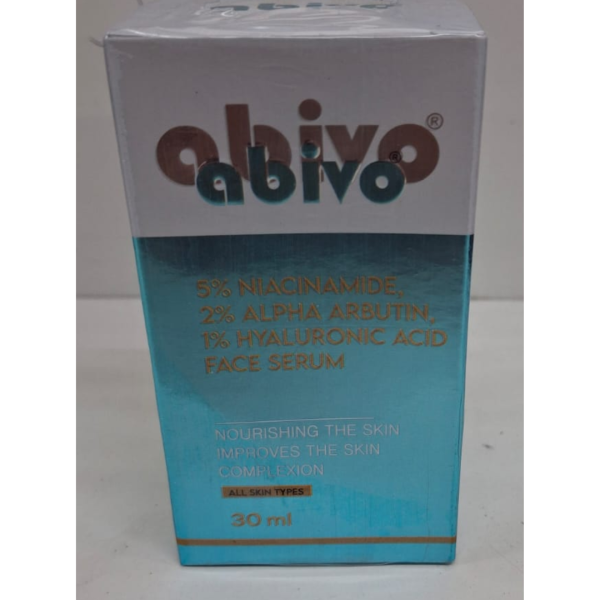 abivo®
abivo®
5% NIACINAMIDE,
2% ALPHA ARBUTIN,
1% HYALURONIC ACID
FACE SERUM
NOURISHING THE SKIN
IMPROVES THE SKIN
COMPLEXION
ALL SKIN TYPES
30 ml